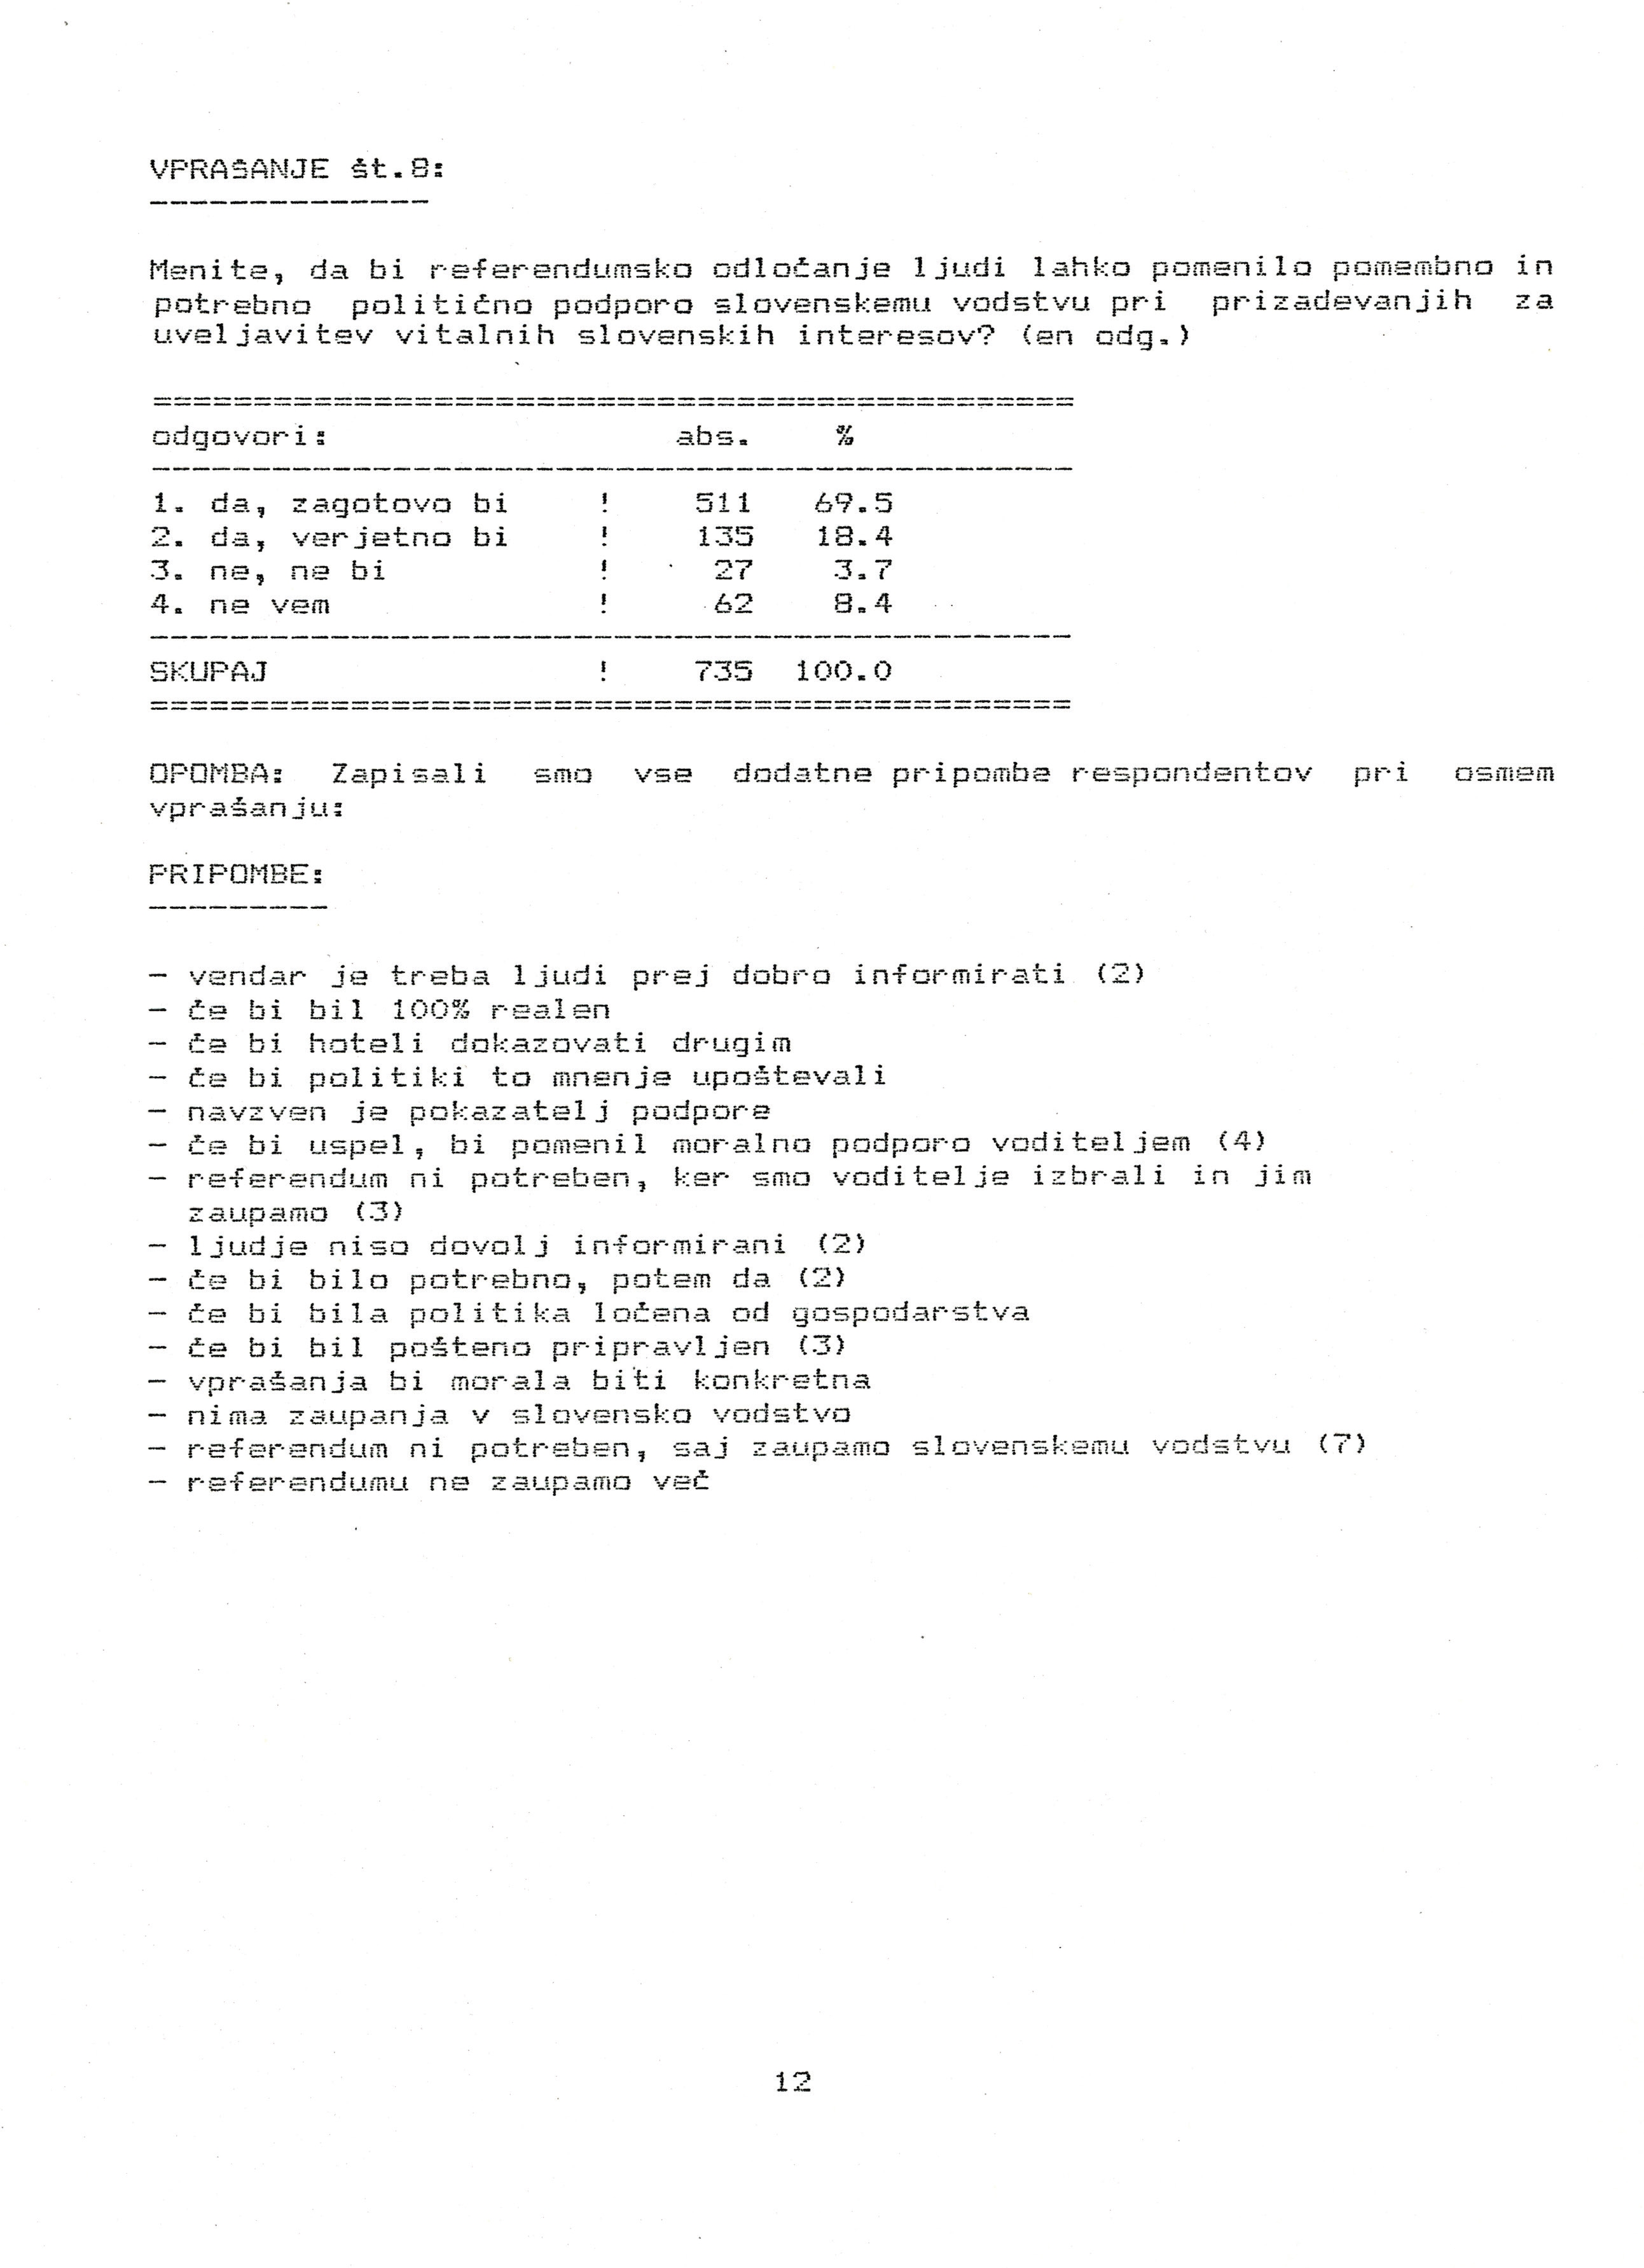 VPRAŠANJE št.8:
--------------
Menite, da bi referendumsko odločanje ljudi lahko pomenilo pomembno in
potrebno politično podporo slovenskemu vodstvu pri prizadevanjih za
uveljavitev vitalnih slovenskih interesov? (en odg.)
==============================================
odgovori: abs. %
----------------------------------------------
1. da, zagotovo bi ! 511 69.5
2. da, verjetno bi ! 135 18.4
3. ne, ne bi ! 27 3.7
4. ne vem ! 62 8.4
----------------------------------------------
SKUPAJ ! 735 100.0
==============================================
OPOMBA: Zapisali smo vse dodatne pripombe respondentov pri osmem
vprašanju:
PRIPOMBE:
---------
- vendar je treba ljudi prej dobro informirati (2)
- če bi bil 100% realen
- če bi hoteli dokazovati drugim
- če bi politiki to mnenje upoštevali
- navzven je pokazatelj podpore
- če bi uspel, bi pomenil moralno podporo voditeljem (4)
- referendum ni potreben, ker smo voditelje izbrali in jim
zaupamo (3)
- ljudje niso dovolj informirani (2)
- če bi bilo potrebno, potem da (2)
- če bi bila politika ločena od gospodarstva
- če bi bil pošteno pripravljen (3)
- vprašanja bi morala biti konkretna
- nima zaupanja v slovensko vodstvo
- referendum ni potreben, saj zaupamo slovenskemu vodstvu (7)
- referendumu ne zaupamo več
12